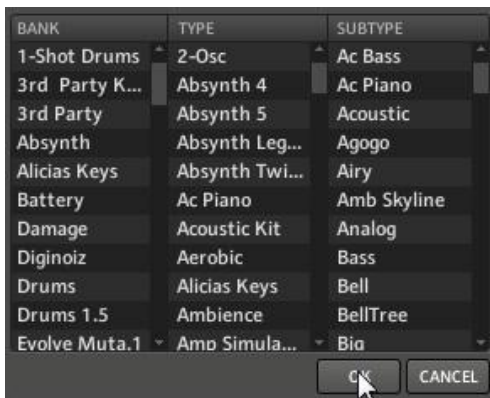 BANK TYPE SUBTYPE
1-Shot Drums 2-Osc Ac Bass
3rd Party K... Absynth 4 Ac Piano
3rd Party Absynth 5 Acoustic
Absynth Absynth Leg... Agogo
Alicias Keys Absynth Twi... Airy
Battery Ac Piano Amb Skyline
Damage Acoustic Kit Analog
Diginoiz Aerobic Bass
Drums Alicias Keys Bell
Drums 1.5 Ambience BellTree
Evolve Muta.1 Amp Simula... Big
OK CANCEL